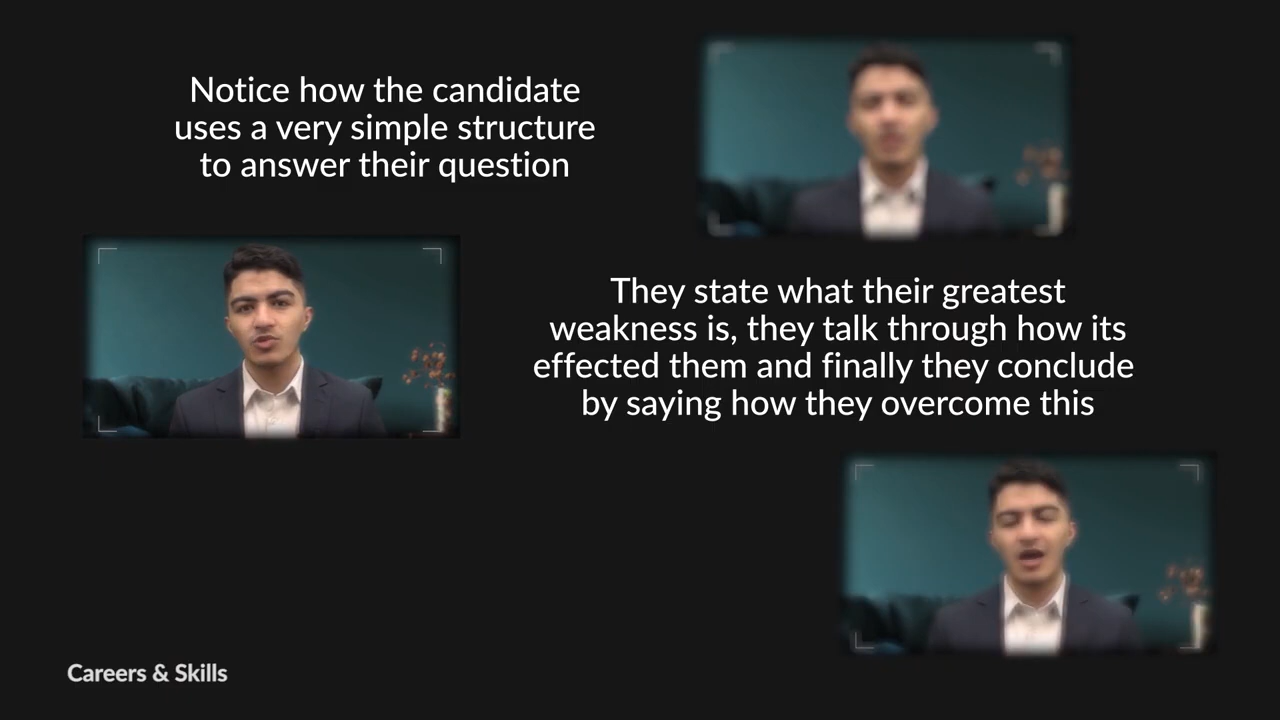 Notice how the candidate
uses a very simple structure
to answer their question
They state what their greatest
weakness is, they talk through how its
effected them and finally they conclude
by saying how they overcome this
Careers & Skills